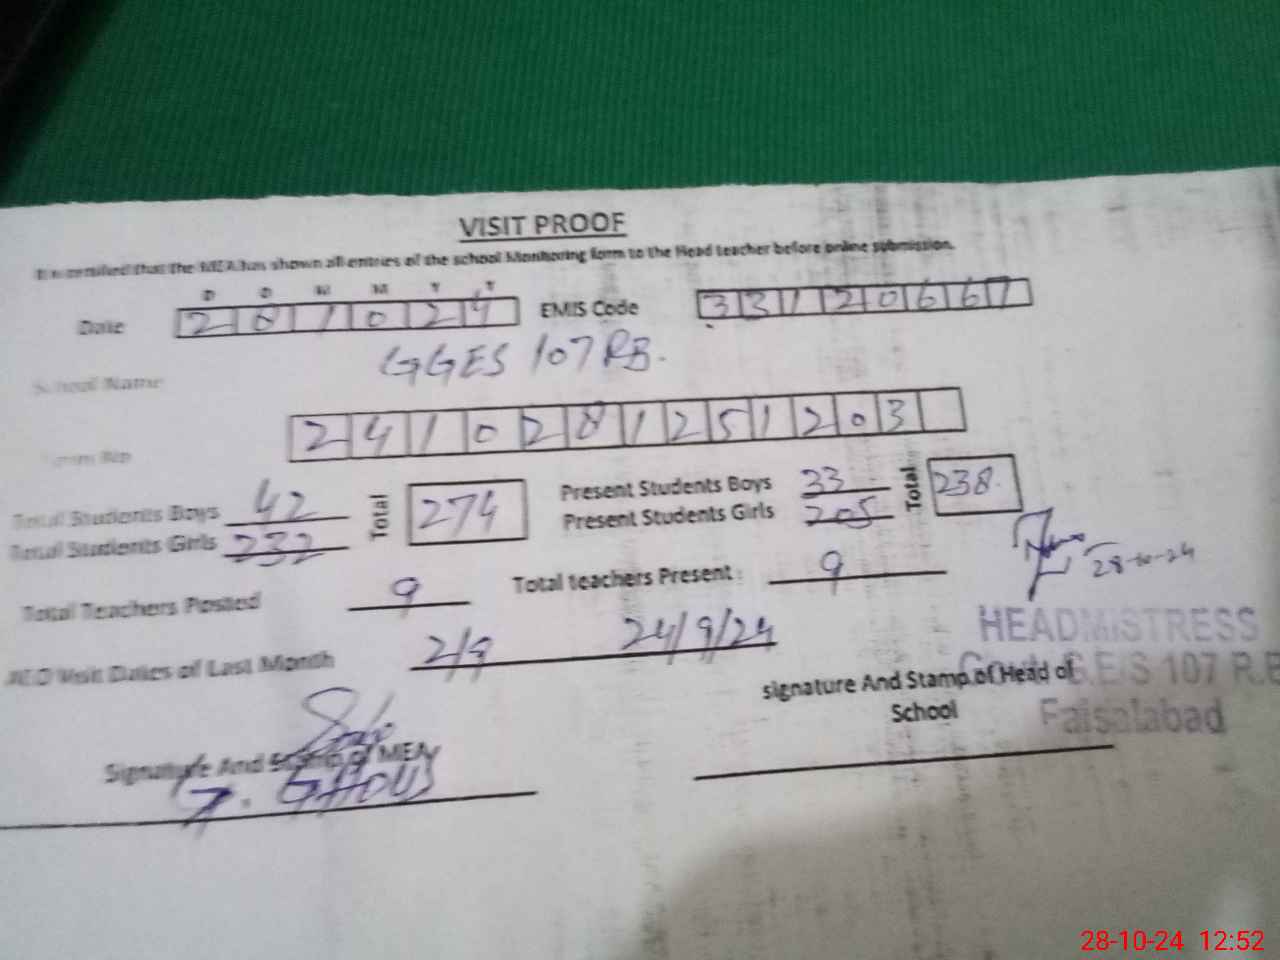 VISIT PROOF
It is certified that the MEA has shown all entries of the school Monitoring form to the Head teacher before online submission.
D D M M Y Y
Date 2 8 1 0 2 4 EMIS Code 3 3 1 2 0 6 6 1
School Name GGES 107 RB.
2 4 1 0 2 8 1 2 5 1 2 0 3
Total Students Boys 42 Total 274 Present Students Boys 33 Total 238
Total Students Girls 232 Present Students Girls 205
28-10-24
Total Teachers Posted 9 Total teachers Present : 9
AEO Visit Dates of Last Month 2/9 24/9/24
HEADMISTRESS
G.E/S 107 R.B
Faisalabad
signature And Stamp of Head of
School
Signature And Stamp of MEA
GHOUS
28-10-24 12:52